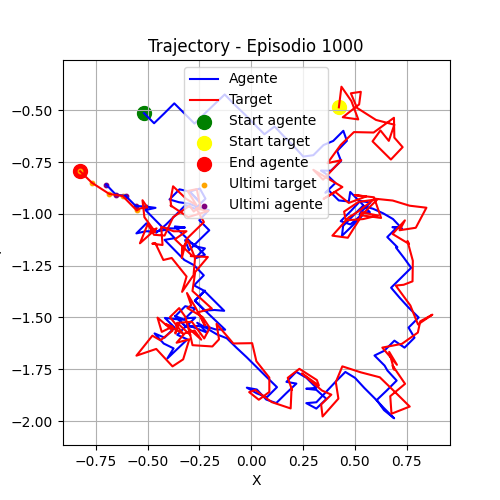 Trajectory - Episodio 1000
Agente
Target
Start agente
Start target
End agente
Ultimi target
Ultimi agente
−0.50
−0.75
−1.00
−1.25
−1.50
−1.75
−2.00
−0.75 −0.50 −0.25 0.00 0.25 0.50 0.75
X